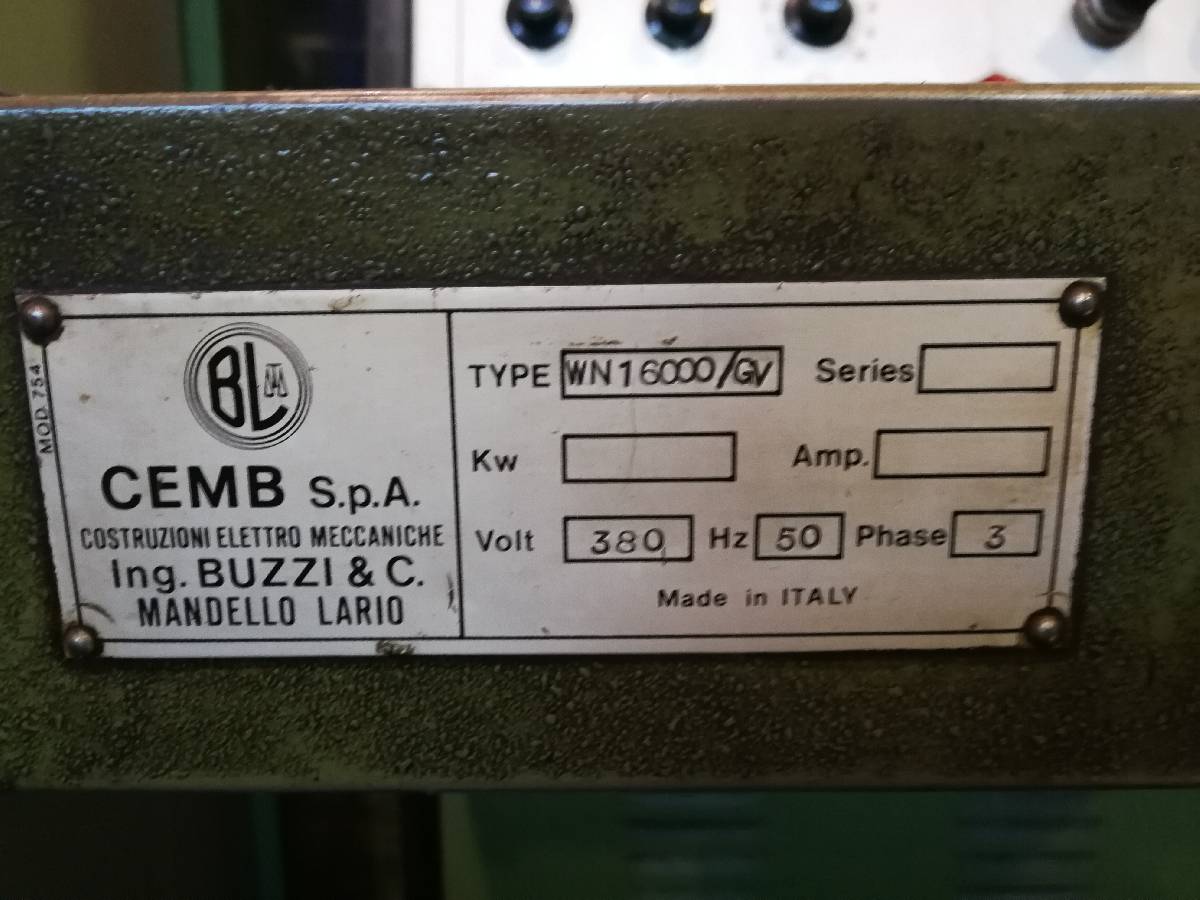 MOD. 754
BL
CEMB S.p.A.
COSTRUZIONI ELETTRO MECCANICHE
Ing. BUZZI & C.
MANDELLO LARIO
TYPE WN16000/GV Series
Kw Amp.
Volt 380 Hz 50 Phase 3
Made in ITALY